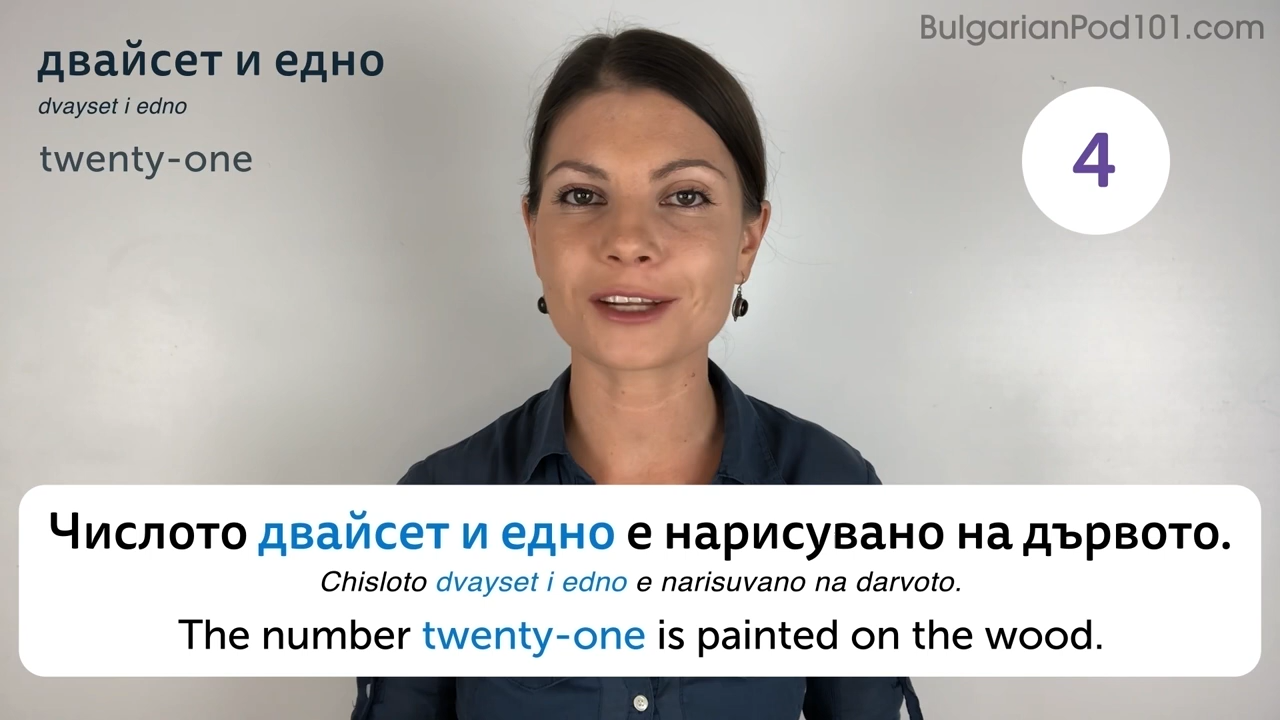 BulgarianPod101.com
двайсет и едно
dvayset i edno
twenty-one
4
Числото двайсет и едно е нарисувано на дървото.
Chisloto dvayset i edno e narisuvano na darvoto.
The number twenty-one is painted on the wood.